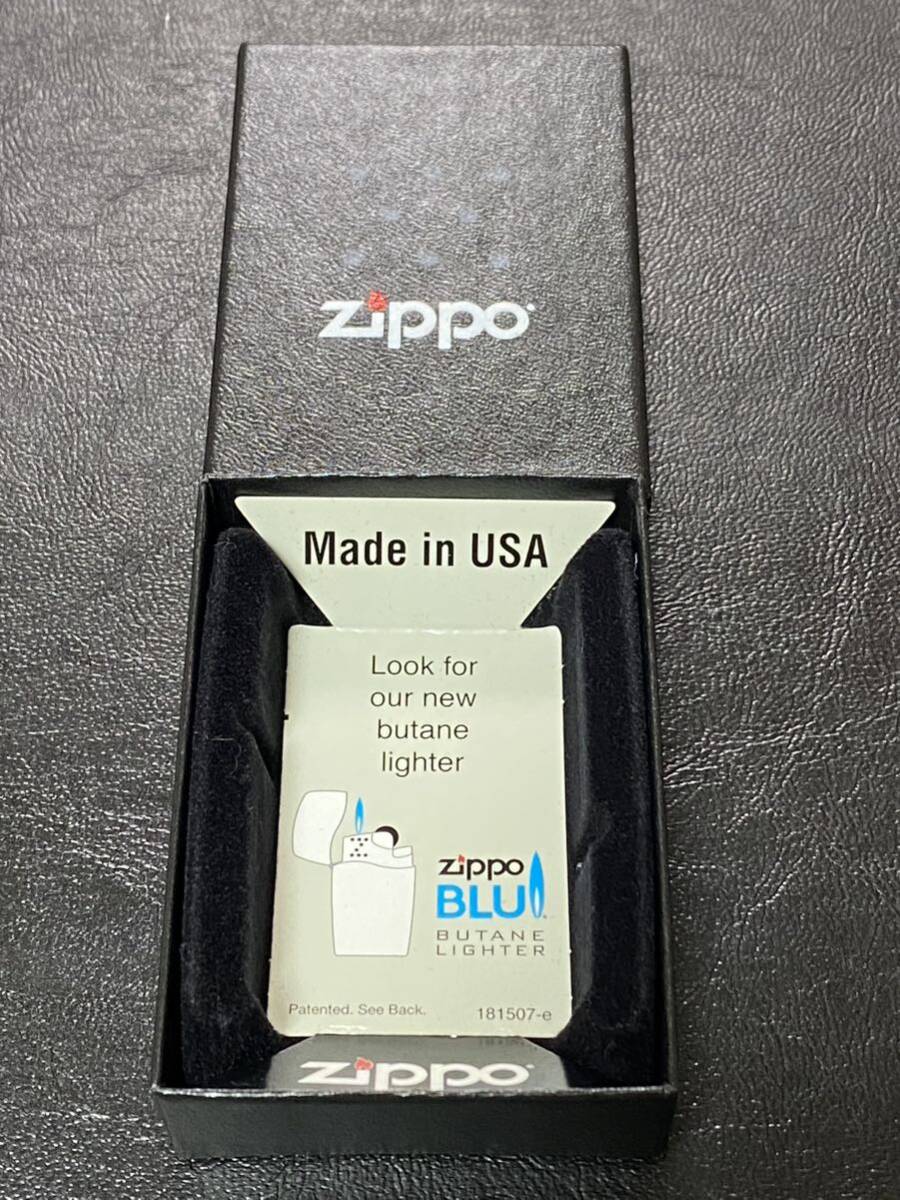 zippo
Made in USA
Look for
our new
butane
lighter
zippo
BLU
BUTANE
LIGHTER
Patented. See Back. 181507-e
zippo